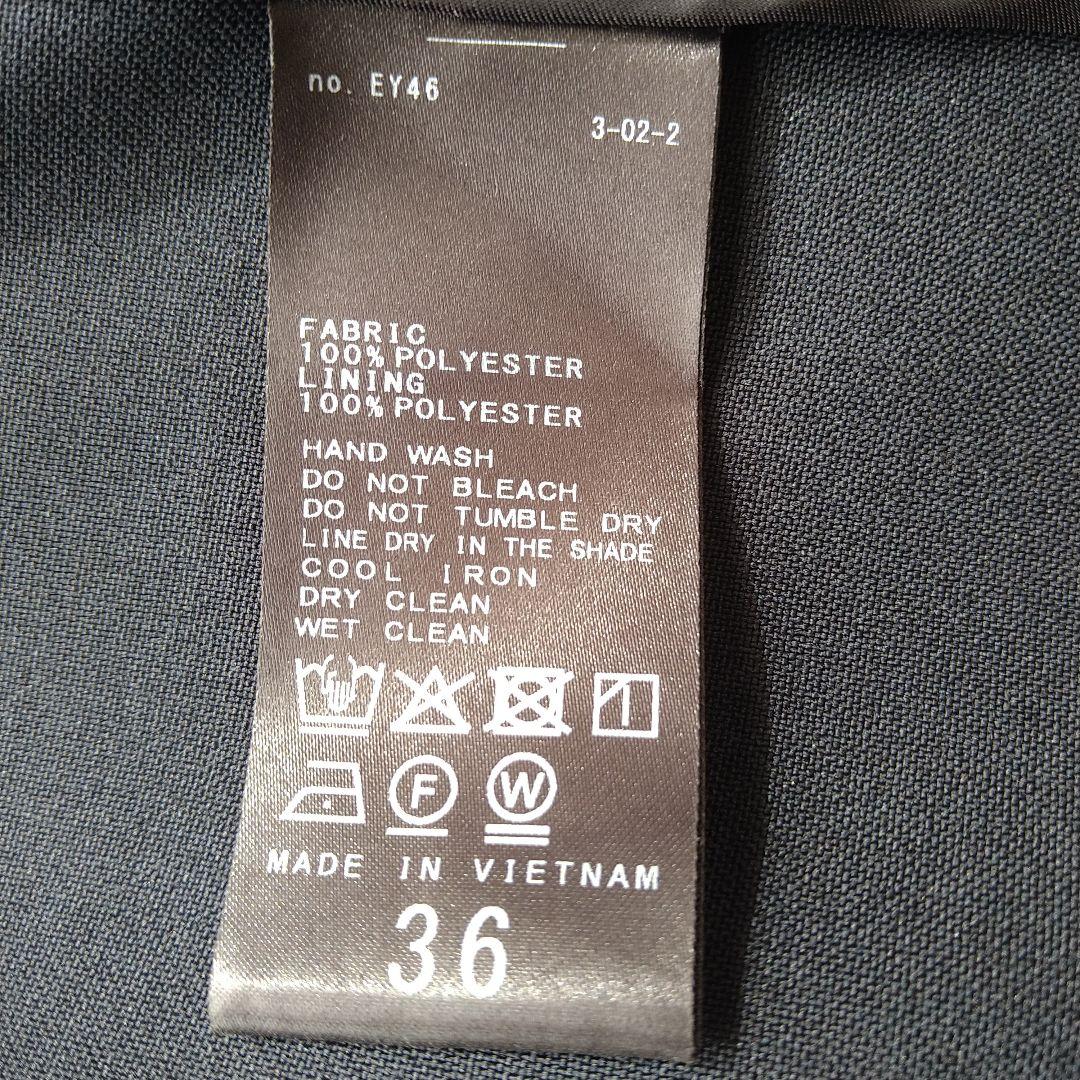 no. EY46
3-02-2
FABRIC
100% POLYESTER
LINING
100% POLYESTER
HAND WASH
DO NOT BLEACH
DO NOT TUMBLE DRY
LINE DRY IN THE SHADE
COOL IRON
DRY CLEAN
WET CLEAN
F W
MADE IN VIETNAM
36